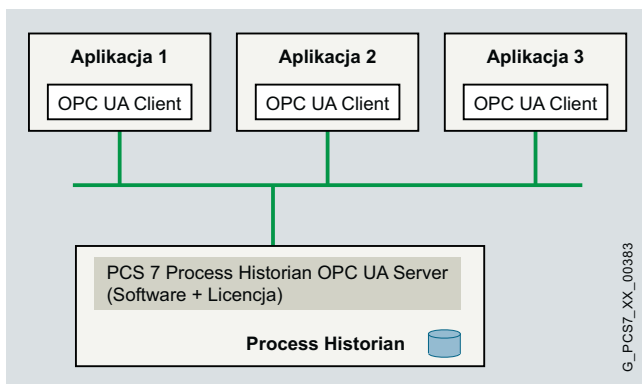 Aplikacja 1
OPC UA Client
Aplikacja 2
OPC UA Client
Aplikacja 3
OPC UA Client
PCS 7 Process Historian OPC UA Server
(Software + Licencja)
Process Historian
G_PCS7_XX_00383